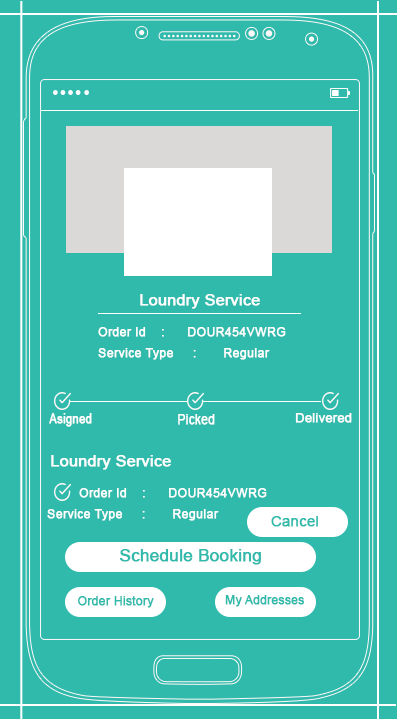 Loundry Service
Order Id : DOUR454VWRG
Service Type : Regular
Asigned Picked Delivered
Loundry Service
Order Id : DOUR454VWRG
Service Type : Regular
Cancel
Schedule Booking
Order History My Addresses